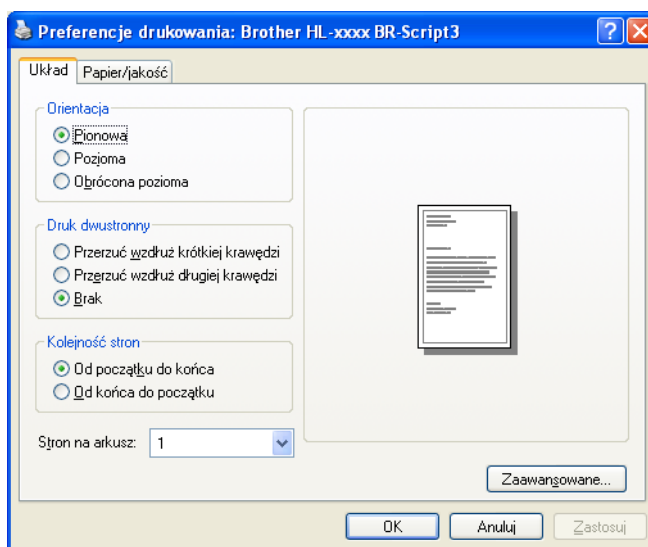 Preferencje drukowania: Brother HL-xxxx BR-Script3
Układ
Papier/jakość
Orientacja
Pionowa
Pozioma
Obrócona pozioma
Druk dwustronny
Przerzuć wzdłuż krótkiej krawędzi
Przerzuć wzdłuż długiej krawędzi
Brak
Kolejność stron
Od początku do końca
Od końca do początku
Stron na arkusz: 1
Zaawansowane...
OK
Anuluj
Zastosuj